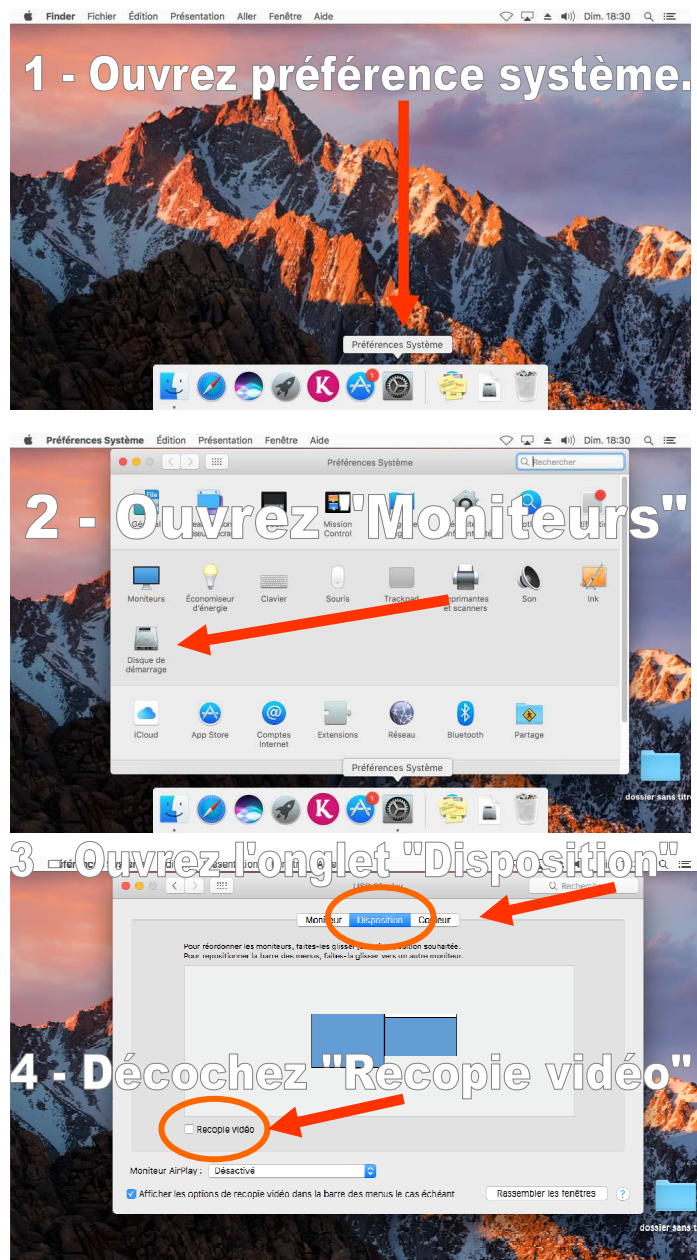 Finder Fichier Édition Présentation Aller Fenêtre Aide Dim. 18:30
1 - Ouvrez préférence système.
Préférences Système
K 1
Préférences Système Édition Présentation Fenêtre Aide Dim. 18:30
Préférences Système Rechercher
2 - Ouvrez "Moniteurs"
Mission
Control
Moniteurs Économiseur
d'énergie Clavier Souris Trackpad Imprimantes
et scanners Son Ink
Disque de
démarrage
iCloud App Store Comptes
Internet Extensions Réseau Bluetooth Partage
Préférences Système
dossier sans titre
K 1
3 - Ouvrez l'onglet "Disposition"
Moniteur Disposition Couleur
Pour réordonner les moniteurs, faites-les glisser
Pour repositionner la barre des menus, faites-la glisser vers un autre moniteur.
4 - Décochez "Recopie vidéo"
Recopie vidéo
Moniteur AirPlay : Désactivé
Afficher les options de recopie vidéo dans la barre des menus le cas échéant Rassembler les fenêtres ?
dossier sans t